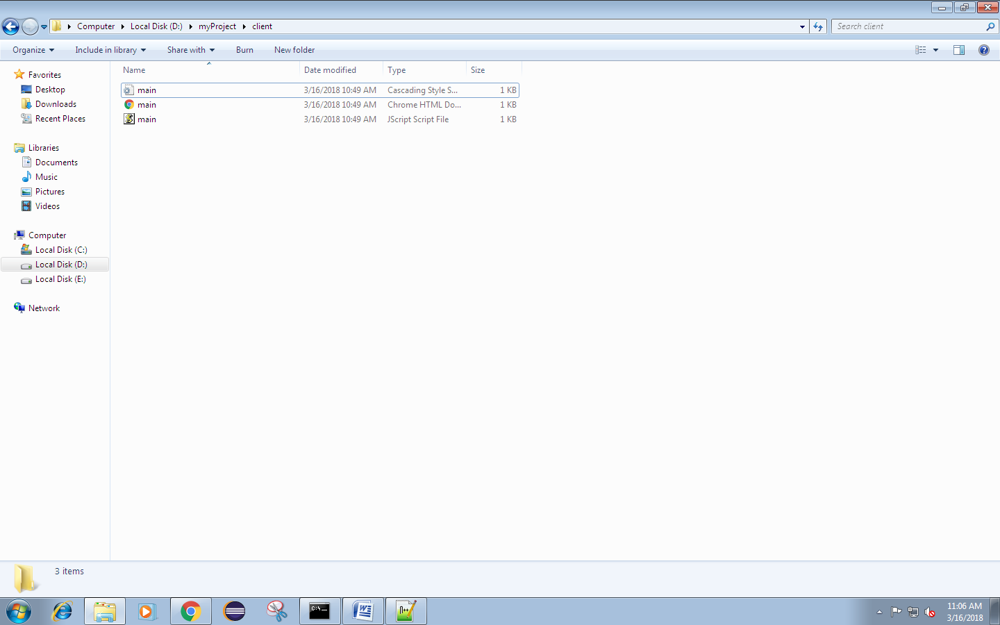 Computer Local Disk (D:) myProject client
Search client
Organize Include in library Share with Burn New folder
Name Date modified Type Size
main 3/16/2018 10:49 AM Cascading Style S... 1 KB
main 3/16/2018 10:49 AM Chrome HTML Do... 1 KB
main 3/16/2018 10:49 AM JScript Script File 1 KB
Favorites
Desktop
Downloads
Recent Places
Libraries
Documents
Music
Pictures
Videos
Computer
Local Disk (C:)
Local Disk (D:)
Local Disk (E:)
Network
3 items
C:\_
W
11:06 AM
3/16/2018